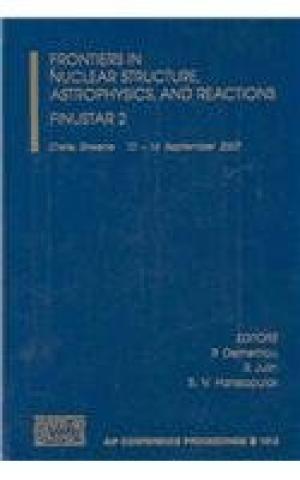 FRONTIERS IN
NUCLEAR STRUCTURE,
ASTROPHYSICS, AND REACTIONS
FINUSTAR 2
Crete, Greece 10 – 14 September 2007
EDITORS
P. Demetriou
R. Julin
S. V. Harissopulos
AIP CONFERENCE PROCEEDINGS